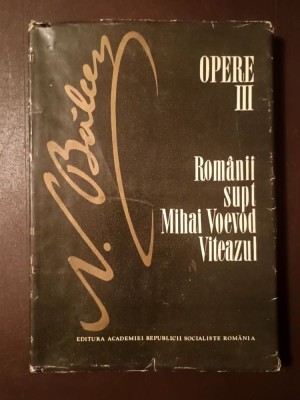 N. Bălcescu
OPERE
III
Românii
supt
Mihai Voevod
Viteazul
EDITURA ACADEMIEI REPUBLICII SOCIALISTE ROMÂNIA